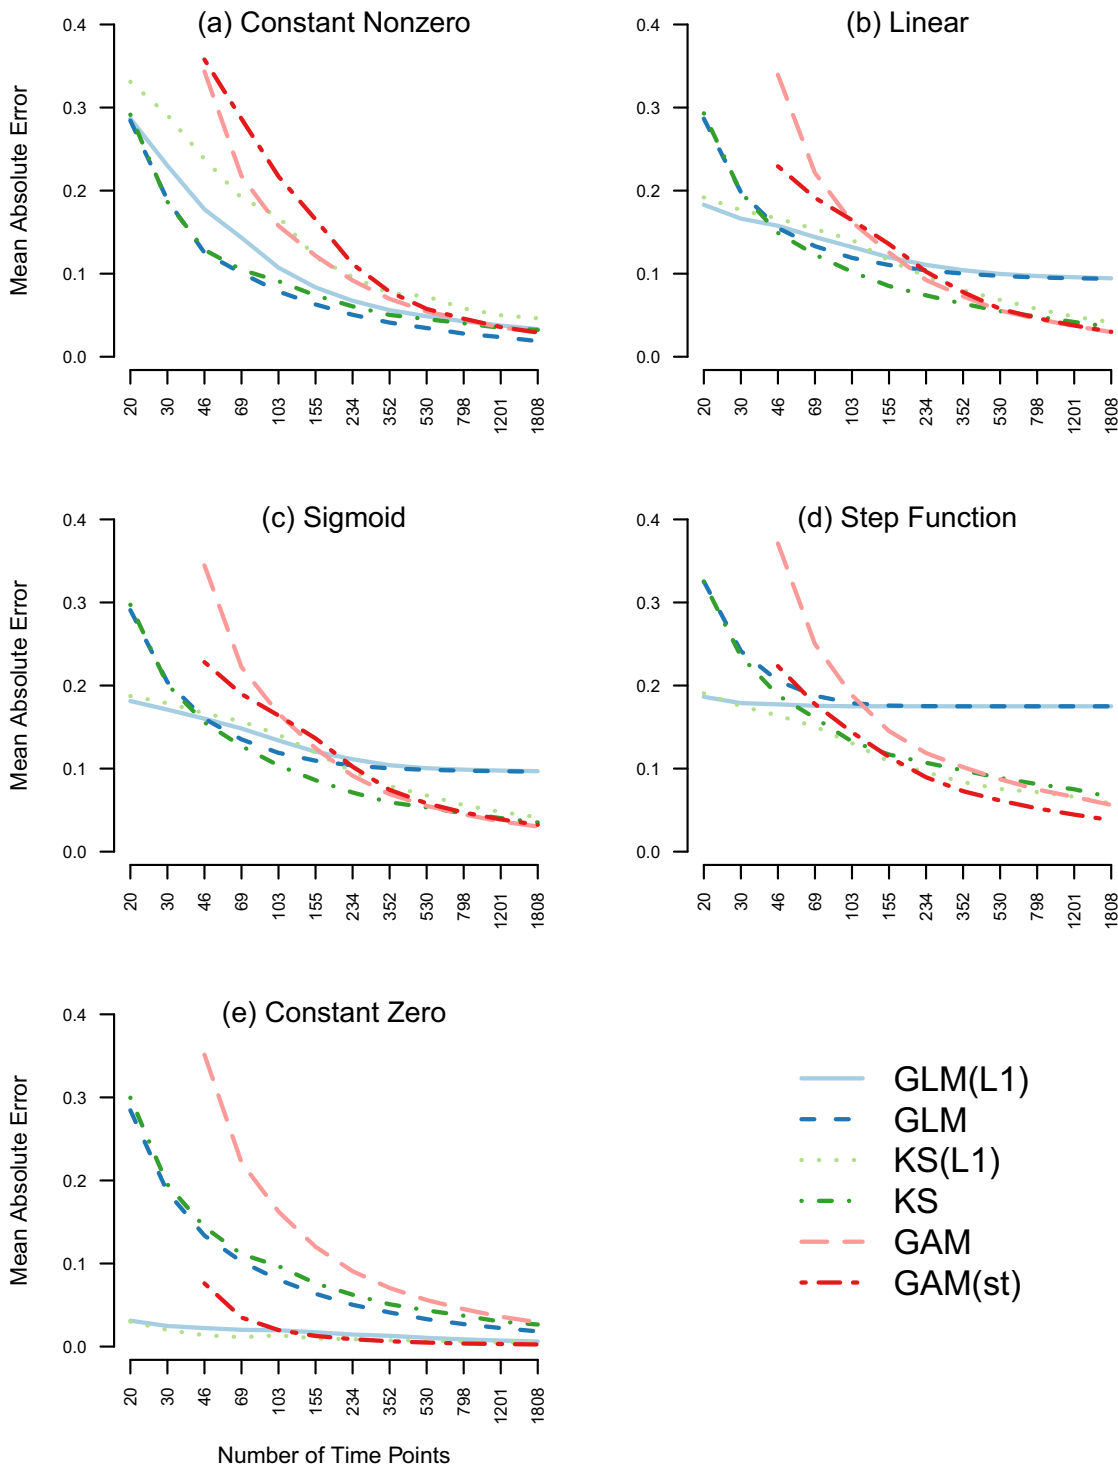 (a) Constant Nonzero
Mean Absolute Error
0.4
0.3
0.2
0.1
0.0
20 30 46 69 103 155 234 352 530 798 1201 1808
(b) Linear
Mean Absolute Error
0.4
0.3
0.2
0.1
0.0
20 30 46 69 103 155 234 352 530 798 1201 1808
(c) Sigmoid
Mean Absolute Error
0.4
0.3
0.2
0.1
0.0
20 30 46 69 103 155 234 352 530 798 1201 1808
(d) Step Function
Mean Absolute Error
0.4
0.3
0.2
0.1
0.0
20 30 46 69 103 155 234 352 530 798 1201 1808
(e) Constant Zero
Mean Absolute Error
0.4
0.3
0.2
0.1
0.0
20 30 46 69 103 155 234 352 530 798 1201 1808
Number of Time Points
GLM(L1)
GLM
KS(L1)
KS
GAM
GAM(st)